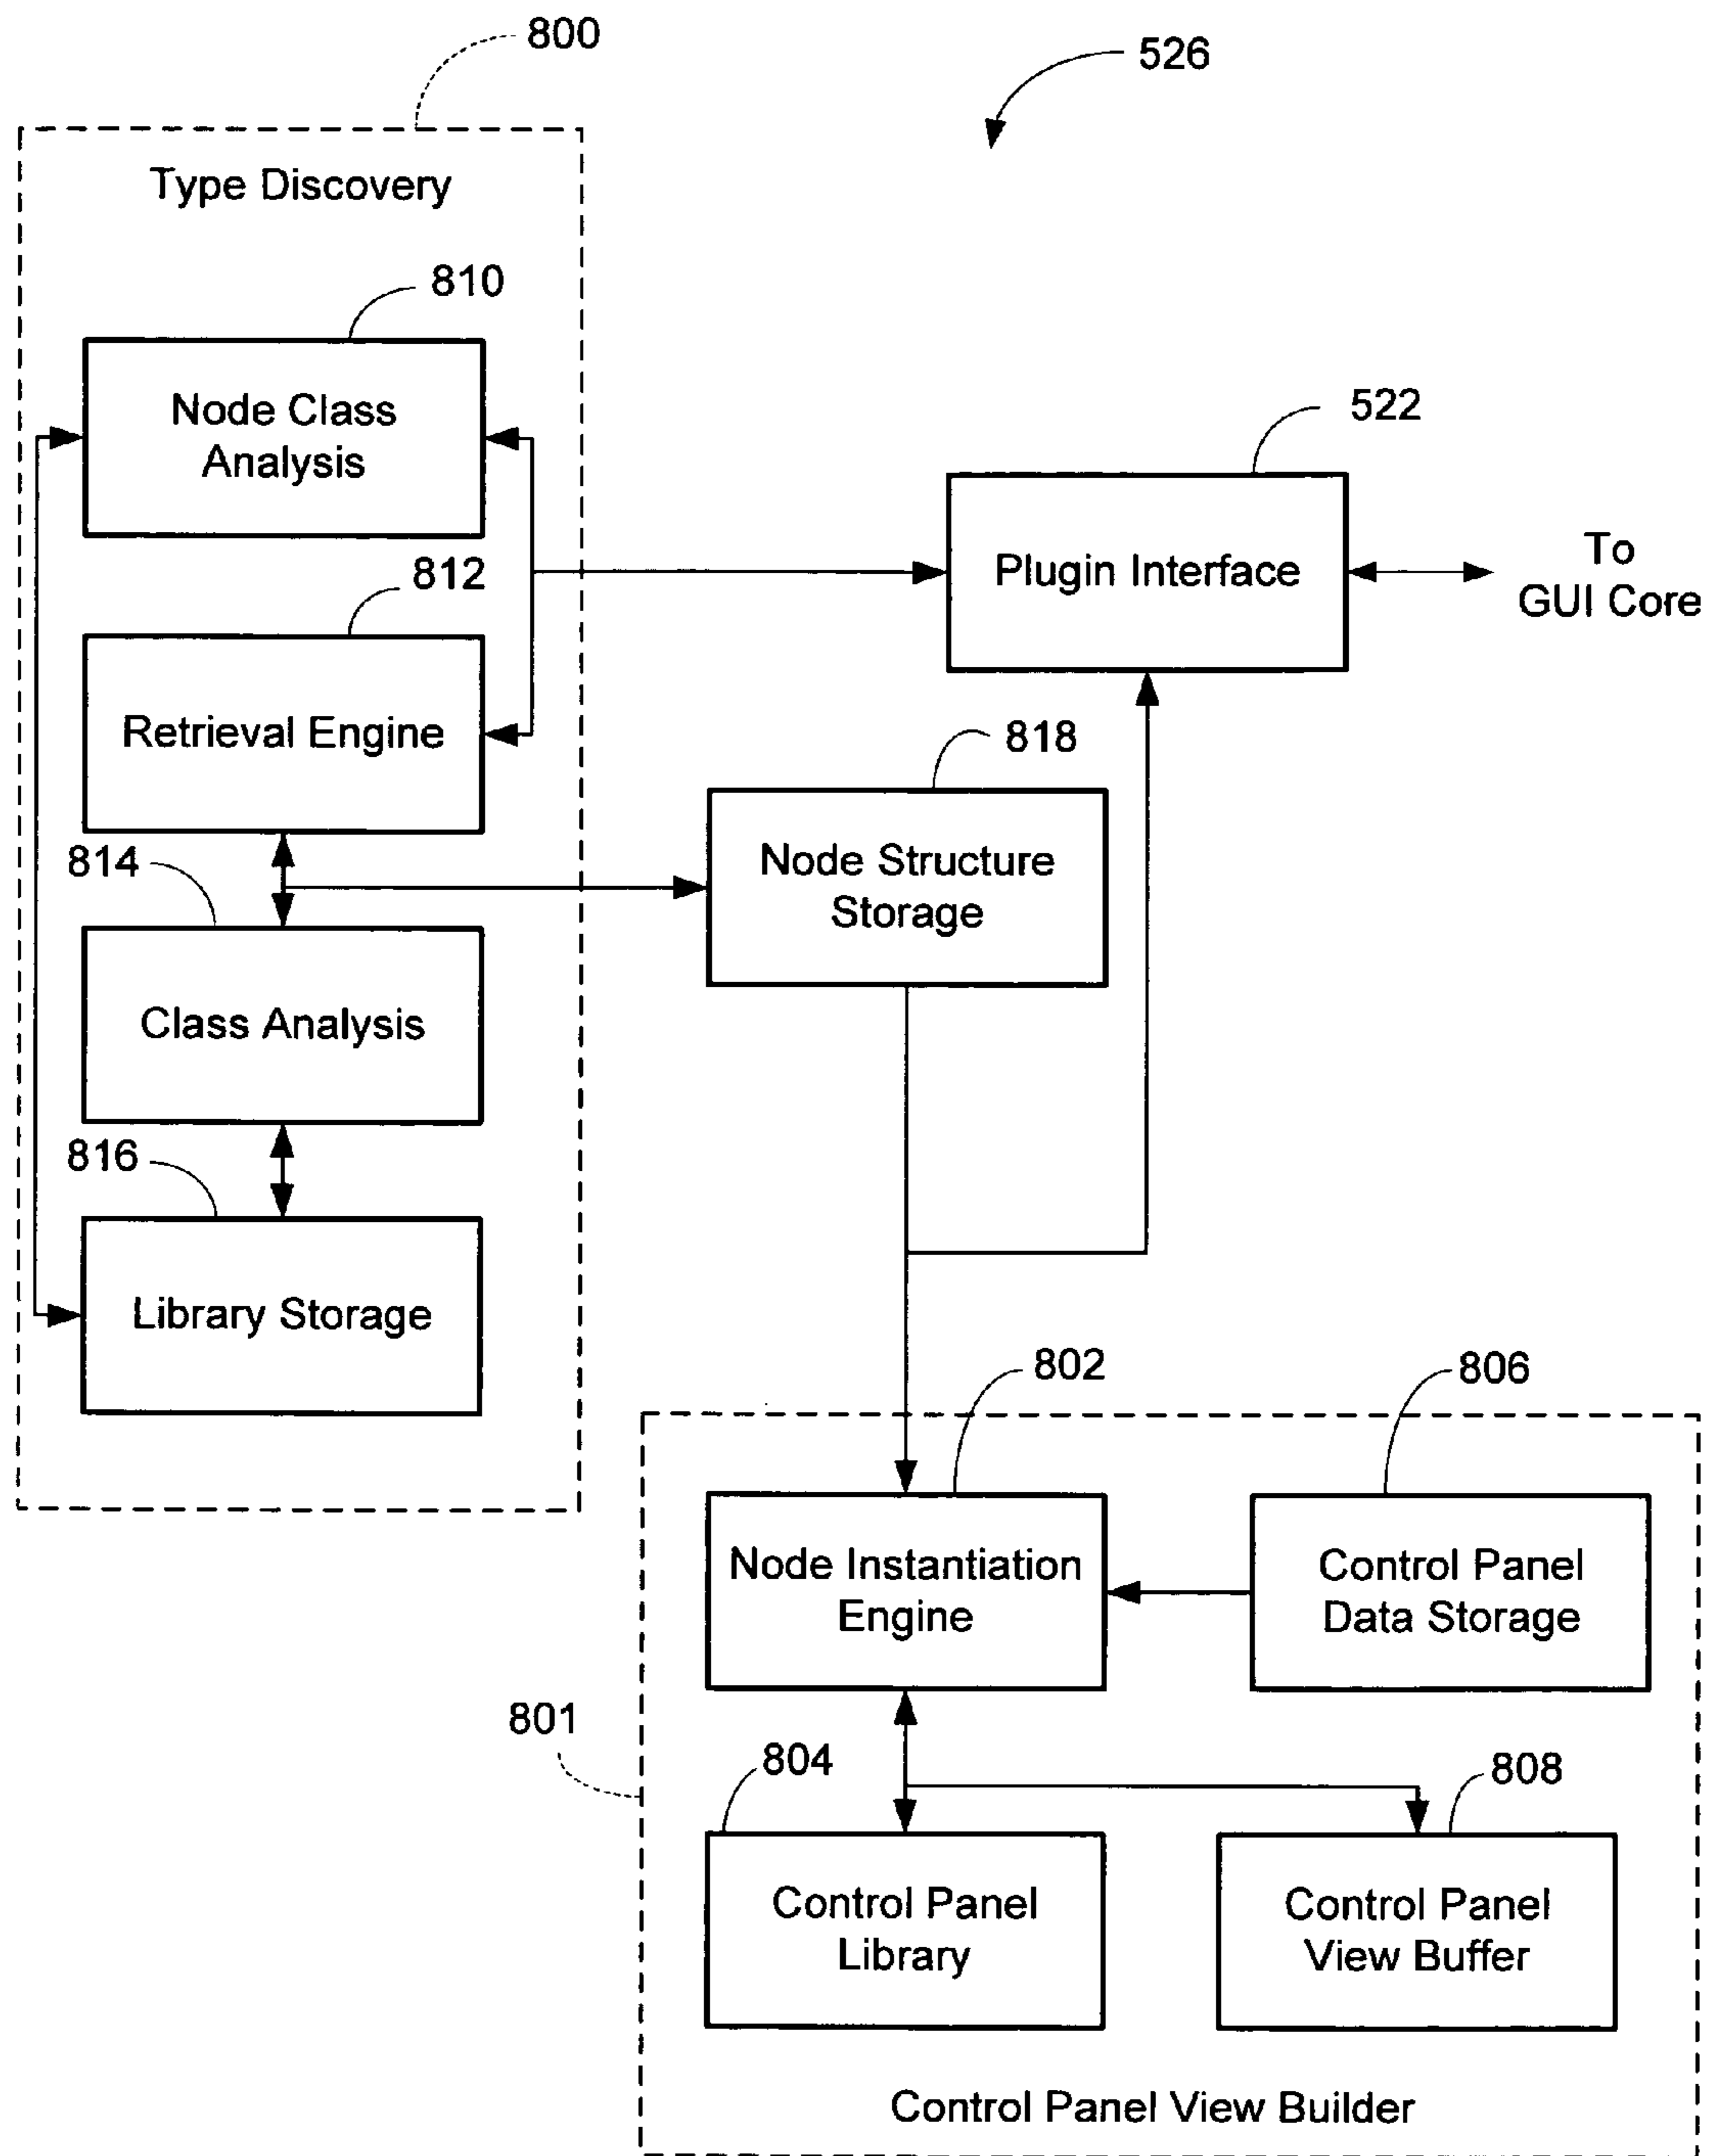 800
526
Type Discovery
810
Node Class
Analysis
522
Plugin Interface
To
GUI Core
812
Retrieval Engine
818
Node Structure
Storage
814
Class Analysis
816
Library Storage
802
806
Node Instantiation
Engine
Control Panel
Data Storage
801
804
808
Control Panel
Library
Control Panel
View Buffer
Control Panel View Builder